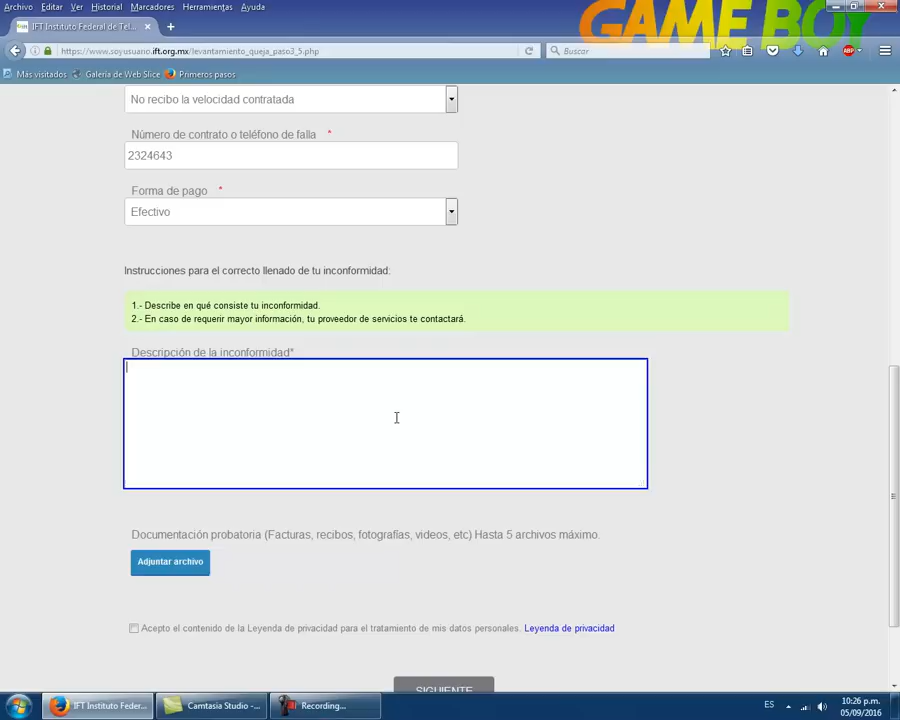 Archivo Editar Ver Historial Marcadores Herramientas Ayuda
GAME BOY
IFT Instituto Federal de Tel
https://www.soyusuario.ift.org.mx/levantamiento_queja_paso3_5.php
Buscar
ABP
Más visitados Galería de Web Slice Primeros pasos
No recibo la velocidad contratada
Número de contrato o teléfono de falla *
2324643
Forma de pago *
Efectivo
Instrucciones para el correcto llenado de tu inconformidad:
1.- Describe en qué consiste tu inconformidad.
2.- En caso de requerir mayor información, tu proveedor de servicios te contactará.
Descripción de la inconformidad*
Documentación probatoria (Facturas, recibos, fotografías, videos, etc) Hasta 5 archivos máximo.
Adjuntar archivo
Acepto el contenido de la Leyenda de privacidad para el tratamiento de mis datos personales. Leyenda de privacidad
SIGUIENTE
IFT Instituto Feder... Camtasia Studio -... Recording... ES 10:26 p.m.
05/09/2016